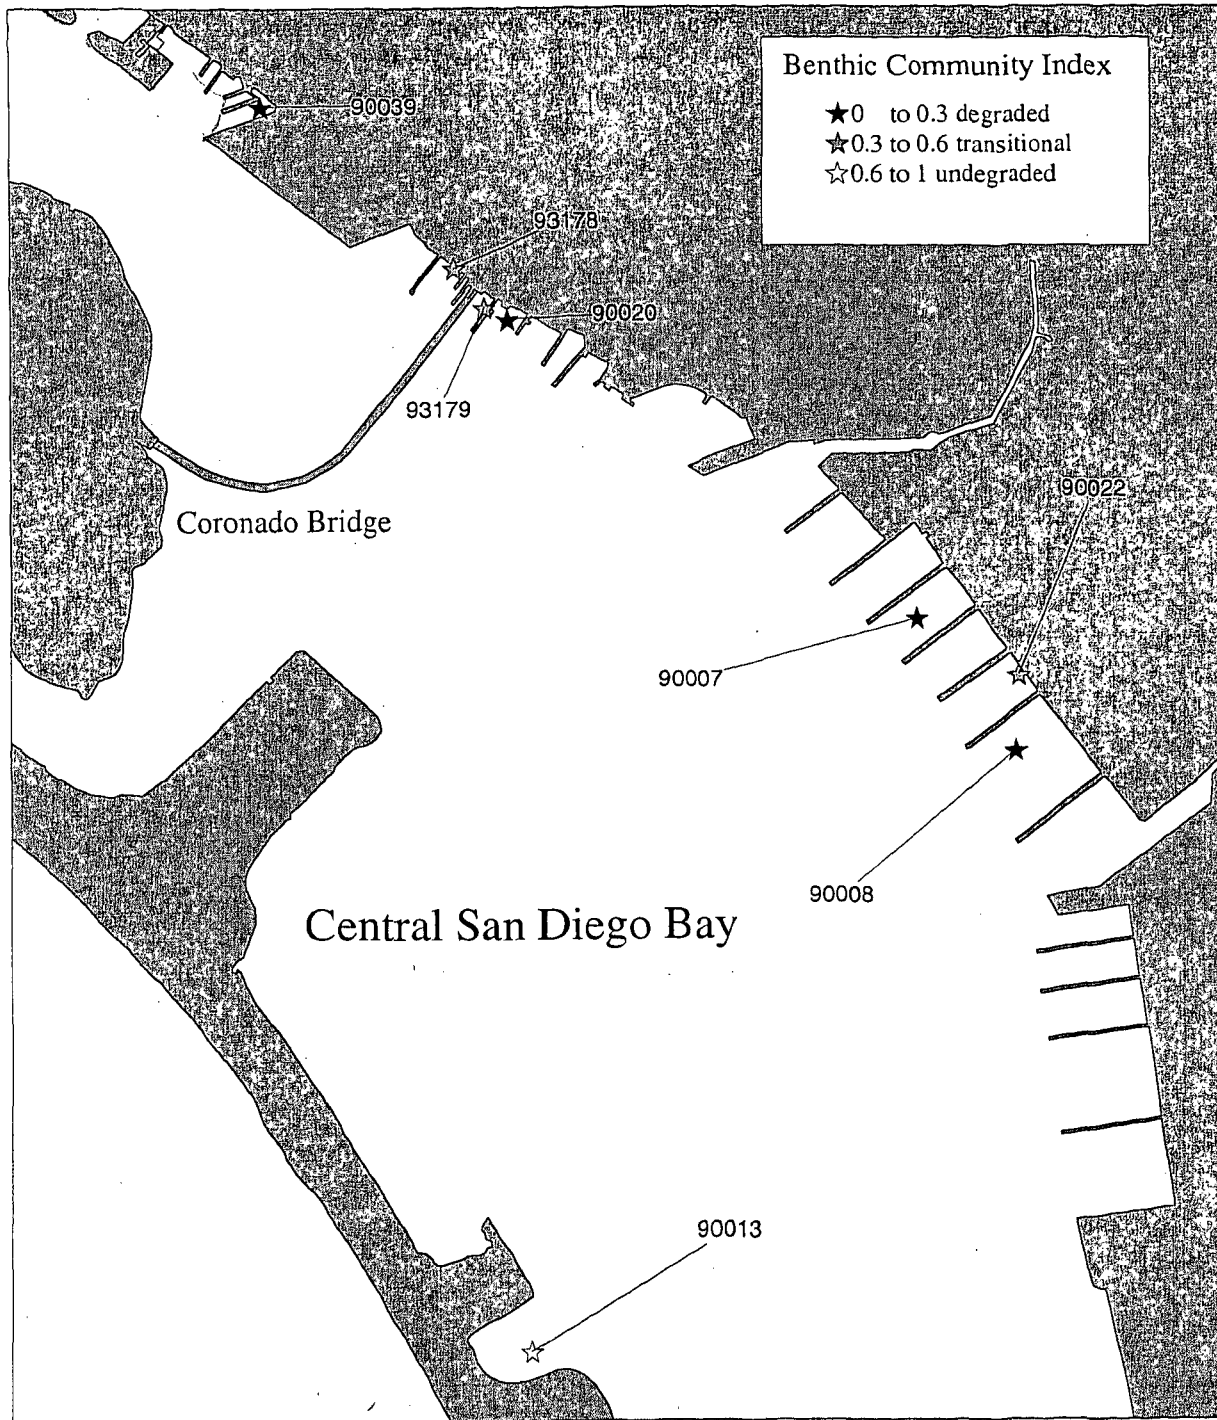 Benthic Community Index
★0 to 0.3 degraded
★0.3 to 0.6 transitional
☆0.6 to 1 undegraded
90039
93178
90020
93179
90022
Coronado Bridge
90007
90008
Central San Diego Bay
90013